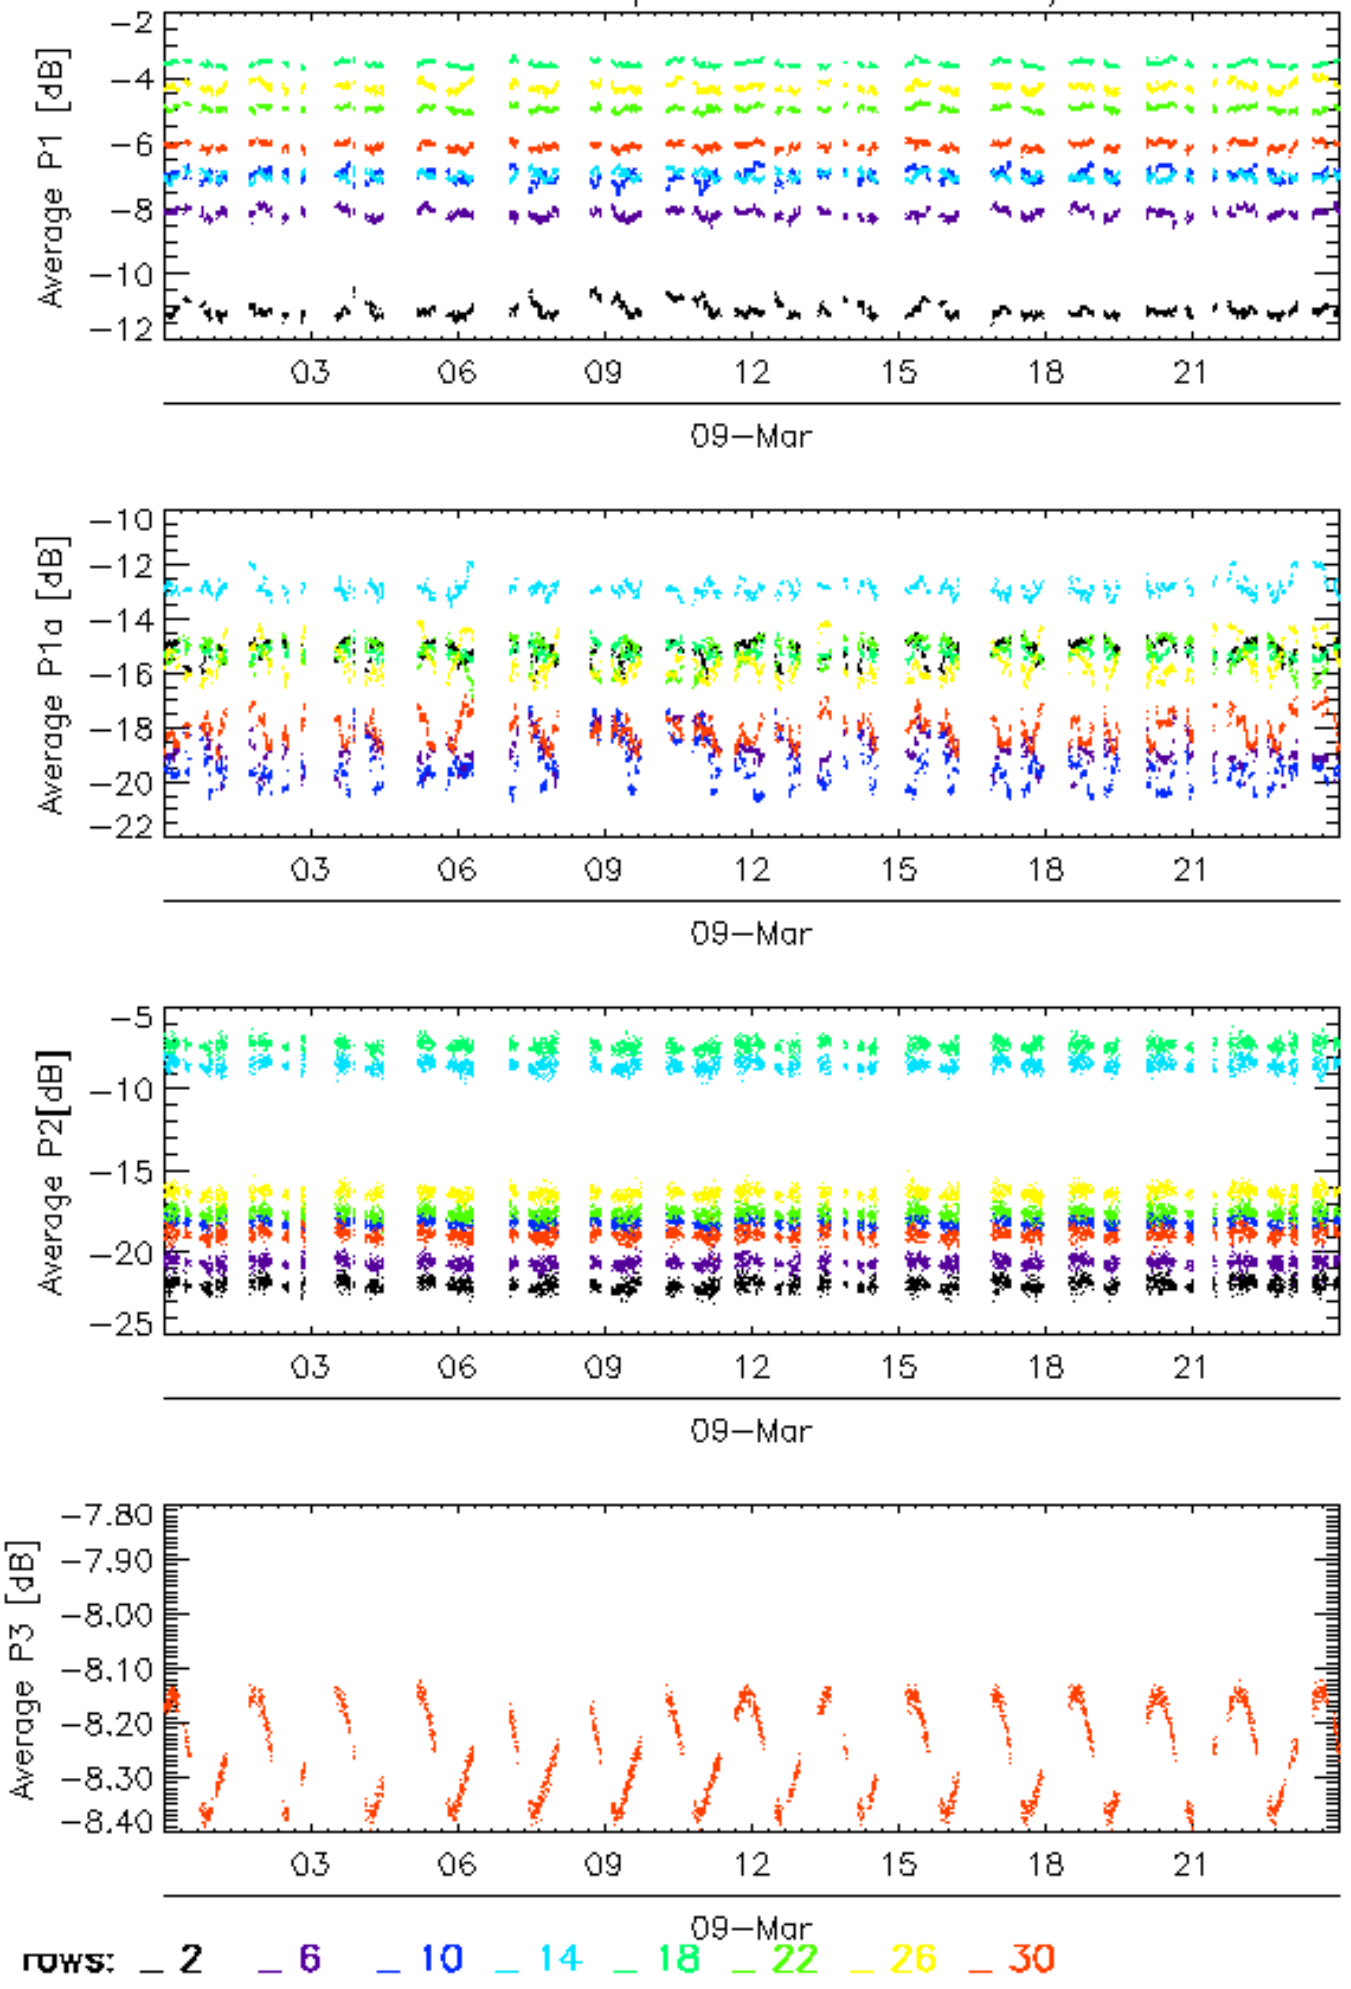 Average P1 [dB]
−2
−4
−6
−8
−10
−12
03 06 09 12 15 18 21
09−Mar
Average P1a [dB]
−10
−12
−14
−16
−18
−20
−22
03 06 09 12 15 18 21
09−Mar
Average P2[dB]
−5
−10
−15
−20
−25
03 06 09 12 15 18 21
09−Mar
Average P3 [dB]
−7.80
−7.90
−8.00
−8.10
−8.20
−8.30
−8.40
03 06 09 12 15 18 21
09−Mar
rows: _ 2 _ 6 _ 10 _ 14 _ 18 _ 22 _ 26 _ 30